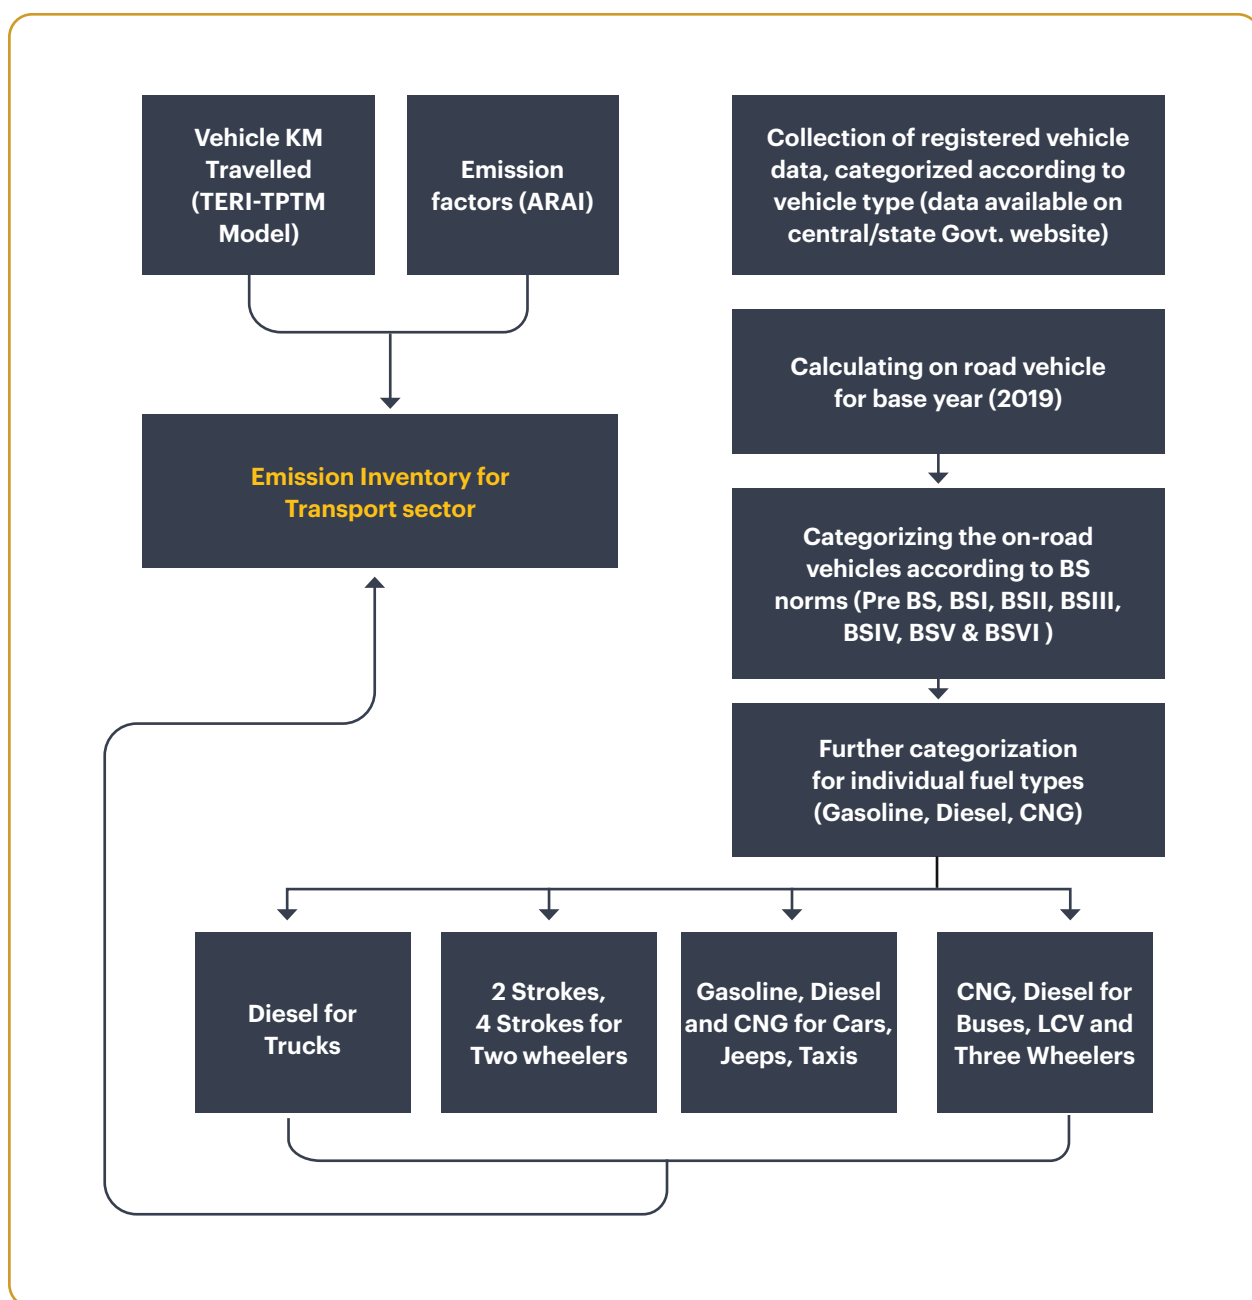 Vehicle KM
Travelled
(TERI-TPTM
Model)
Emission
factors (ARAI)
Collection of registered vehicle
data, categorized according to
vehicle type (data available on
central/state Govt. website)
Calculating on road vehicle
for base year (2019)
Emission Inventory for
Transport sector
Categorizing the on-road
vehicles according to BS
norms (Pre BS, BSI, BSII, BSIII,
BSIV, BSV & BSVI )
Further categorization
for individual fuel types
(Gasoline, Diesel, CNG)
Diesel for
Trucks
2 Strokes,
4 Strokes for
Two wheelers
Gasoline, Diesel
and CNG for Cars,
Jeeps, Taxis
CNG, Diesel for
Buses, LCV and
Three Wheelers